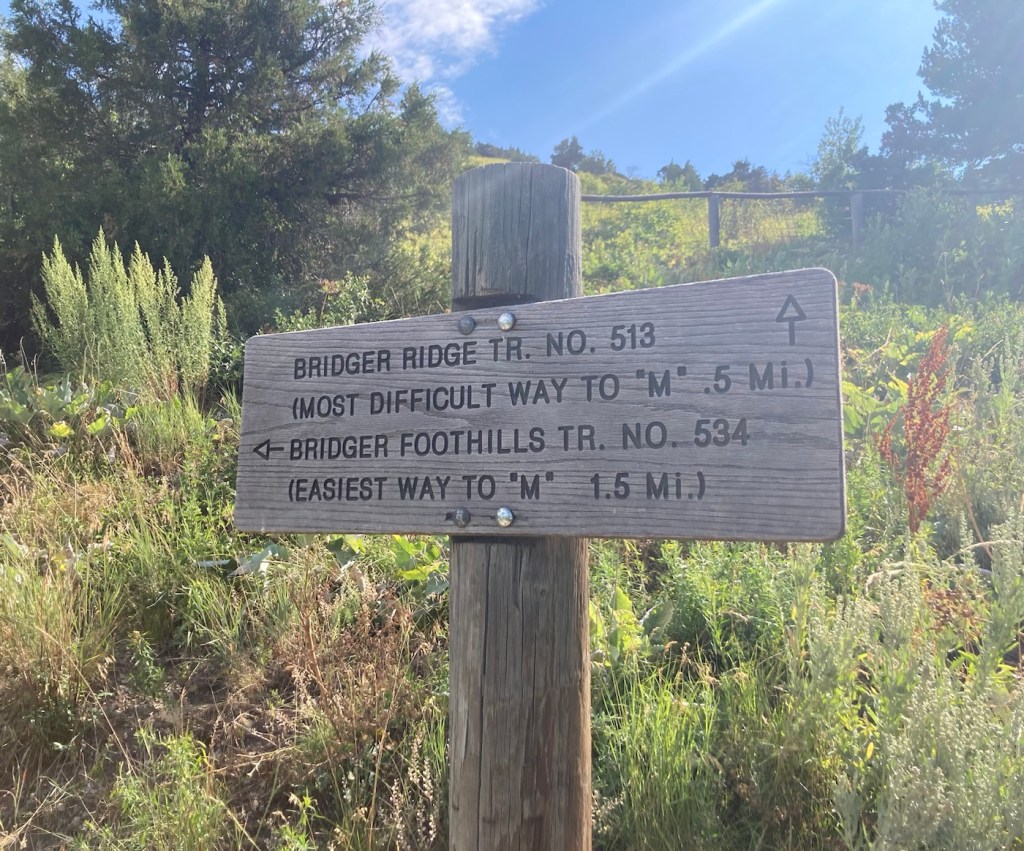 BRIDGER RIDGE TR. NO. 513
(MOST DIFFICULT WAY TO "M" .5 Mi.)
BRIDGER FOOTHILLS TR. NO. 534
(EASIEST WAY TO "M" 1.5 Mi.)